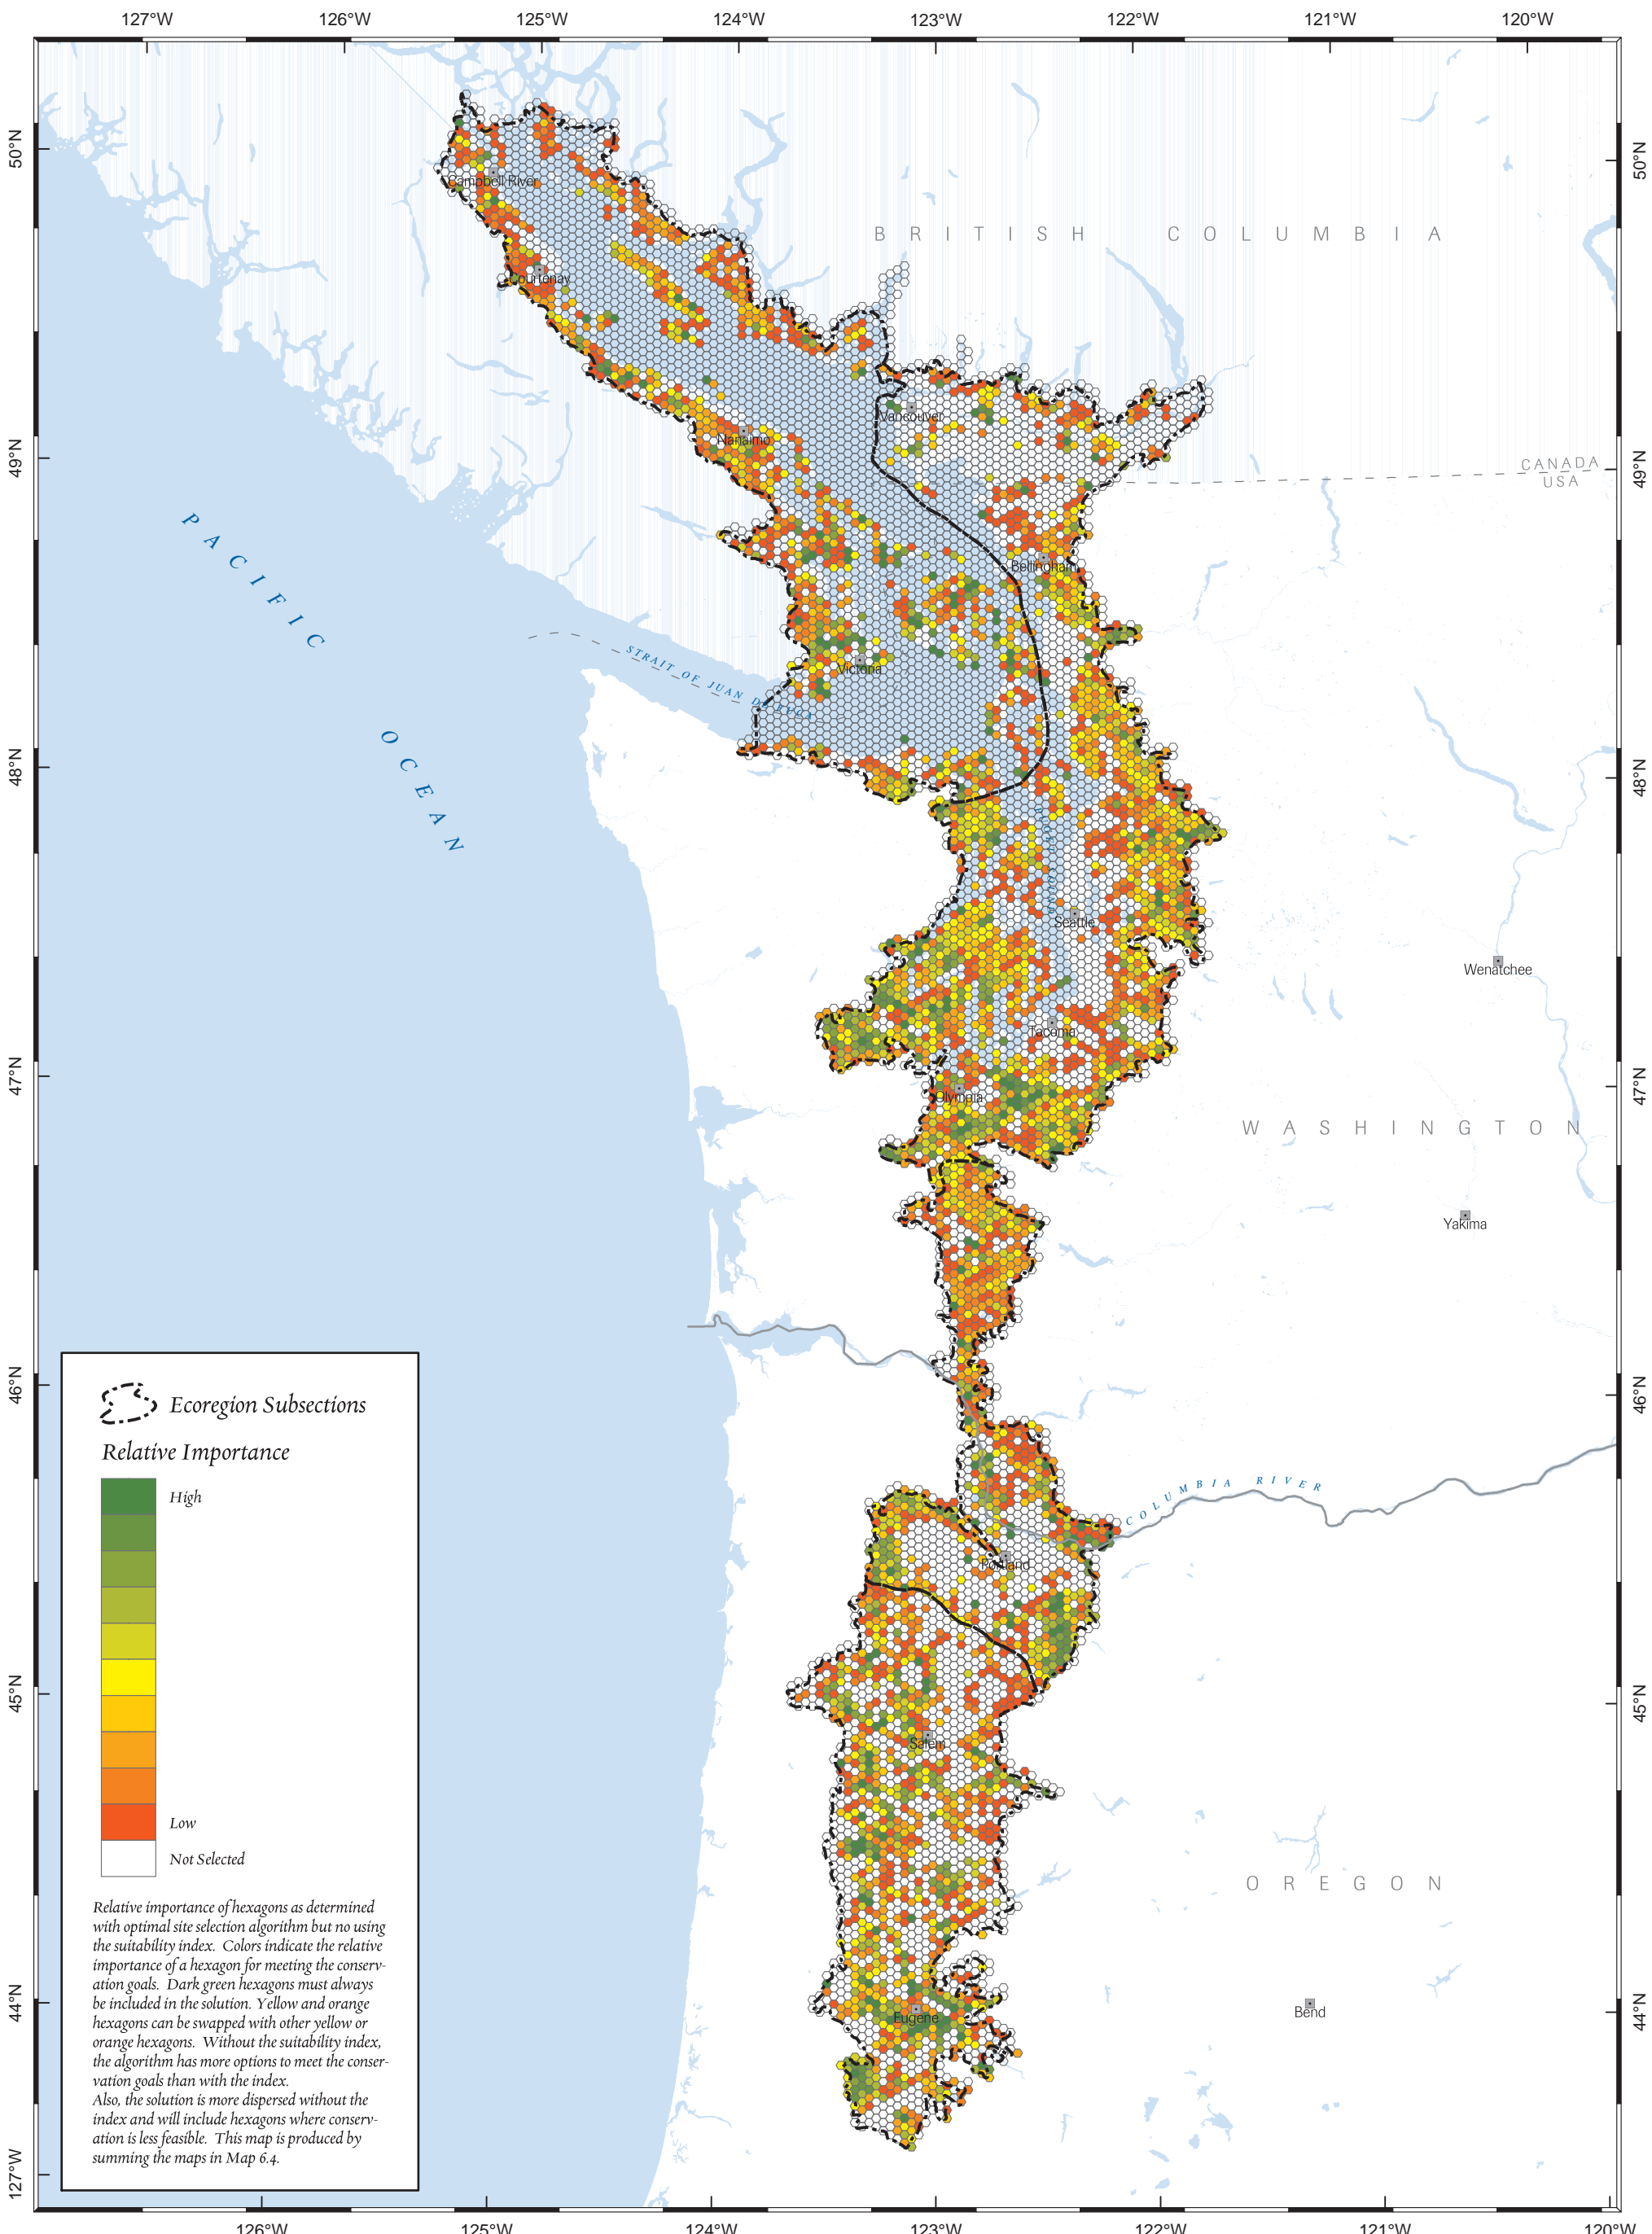 127°W 126°W 125°W 124°W 123°W 122°W 121°W 120°W
50°N
50°N
Campbell River
BRITISH COLUMBIA
Courtenay
Vancouver
Nanaimo
49°N
49°N
CANADA
USA
PACIFIC OCEAN
Bellingham
STRAIT OF JUAN DE FUCA
Victoria
48°N
48°N
Seattle
Wenatchee
Tacoma
47°N
47°N
Olympia
WASHINGTON
Yakima
46°N
46°N
COLUMBIA RIVER
Portland
45°N
45°N
Salem
OREGON
44°N
44°N
Eugene
Bend
Ecoregion Subsections
Relative Importance
High
Low
Not Selected
Relative importance of hexagons as determined
with optimal site selection algorithm but no using
the suitability index. Colors indicate the relative
importance of a hexagon for meeting the conserv-
ation goals. Dark green hexagons must always
be included in the solution. Yellow and orange
hexagons can be swapped with other yellow or
orange hexagons. Without the suitability index,
the algorithm has more options to meet the conser-
vation goals than with the index.
Also, the solution is more dispersed without the
index and will include hexagons where conserv-
ation is less feasible. This map is produced by
summing the maps in Map 6.4.
127°W
126°W 125°W 124°W 123°W 122°W 121°W 120°W